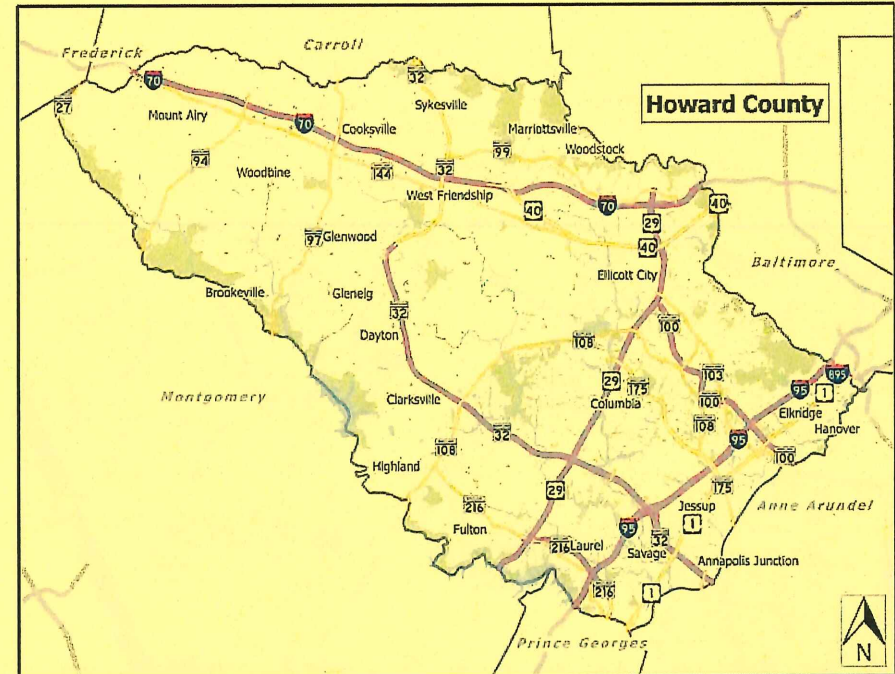 Frederick
Carroll
Howard County
70
32
27
Sykesville
Mount Airy
70
Cooksville
Marriottsville
94
144
32
99
Woodstock
Woodbine
West Friendship
40
70
29
40
97
Glenwood
40
Ellicott City
Baltimore
Brookeville
Glenelg
32
Dayton
108
100
Montgomery
Clarksville
29
175
Columbia
103
100
108
95
895
1
Elkridge
Hanover
108
32
95
100
Highland
29
175
Anne Arundel
216
Jessup
Fulton
95
1
216
Laurel
Savage
32
Annapolis Junction
216
1
Prince Georges
N